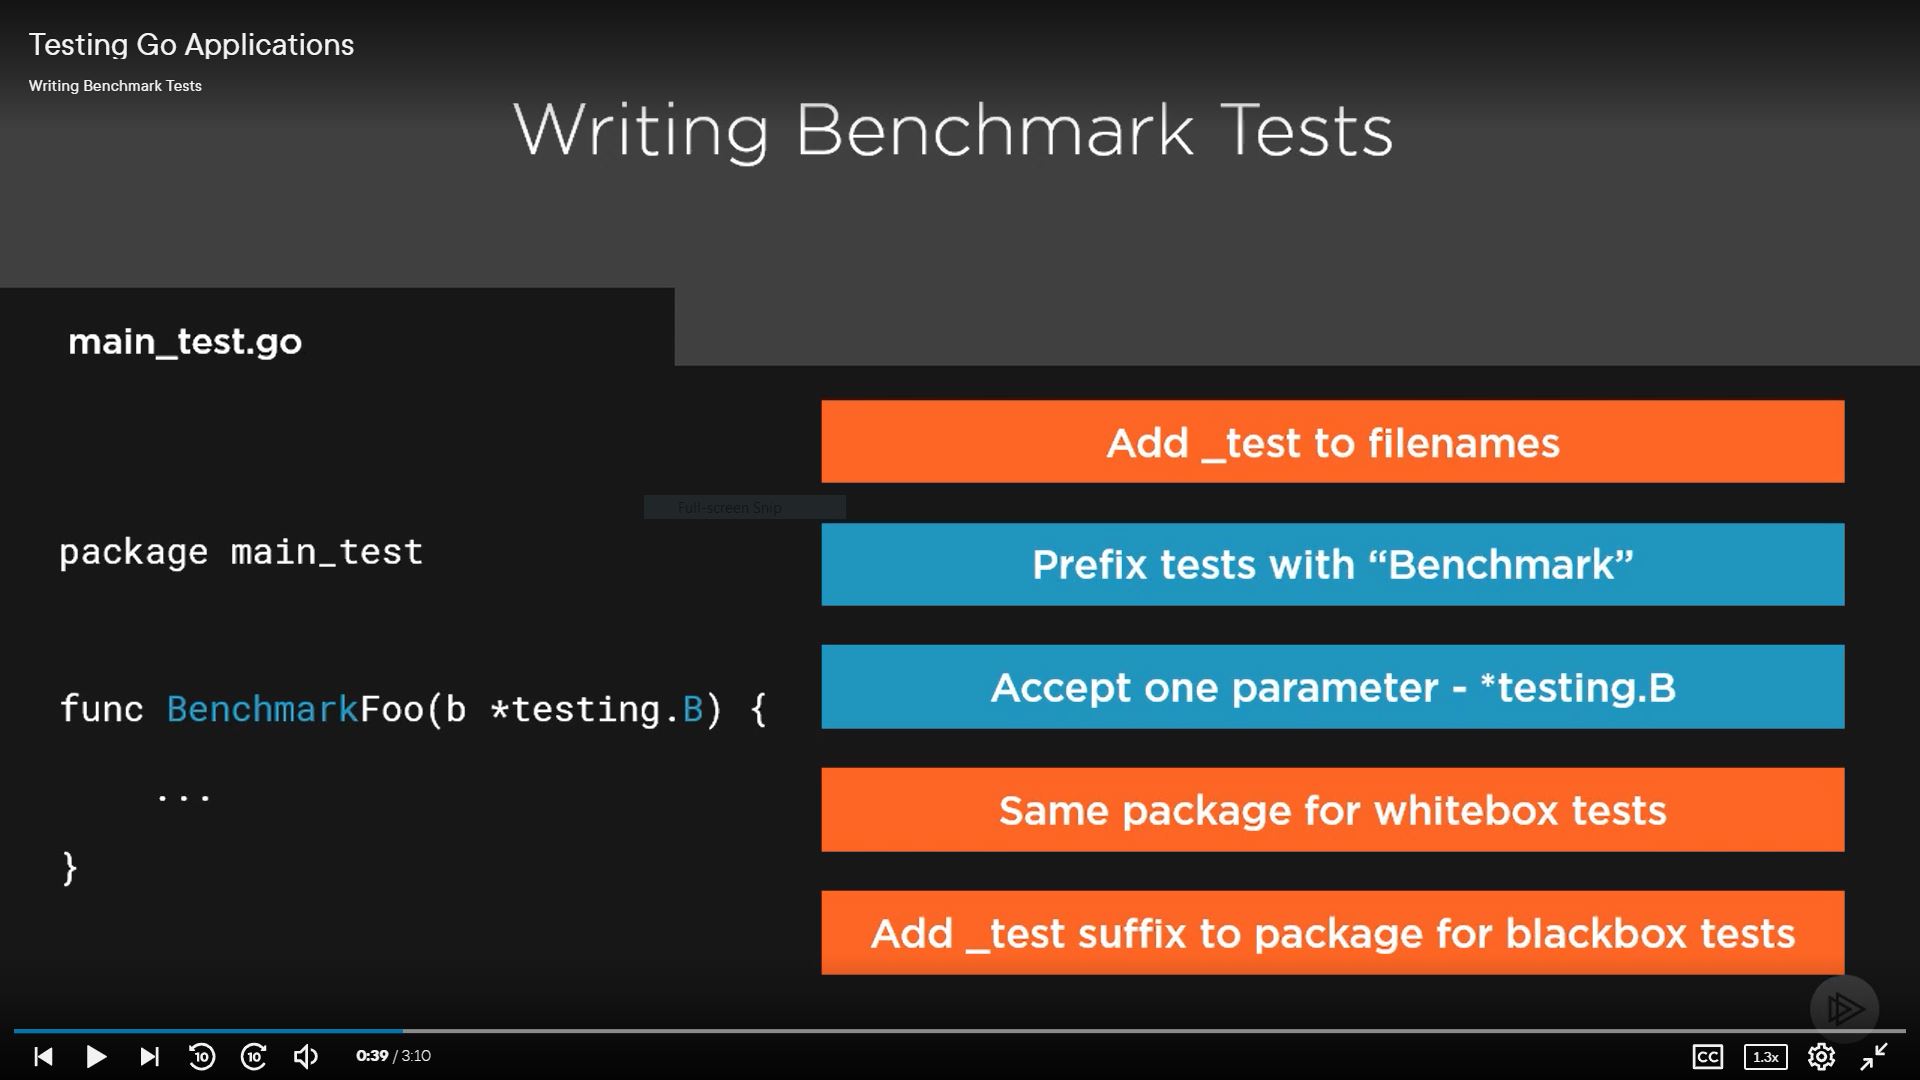 Testing Go Applications
Writing Benchmark Tests
Writing Benchmark Tests
main_test.go
package main_test
func BenchmarkFoo(b *testing.B) {
...
}
Add _test to filenames
Full-screen Snip
Prefix tests with “Benchmark”
Accept one parameter - *testing.B
Same package for whitebox tests
Add _test suffix to package for blackbox tests
10
10
0:39 / 3:10
CC
1.3x